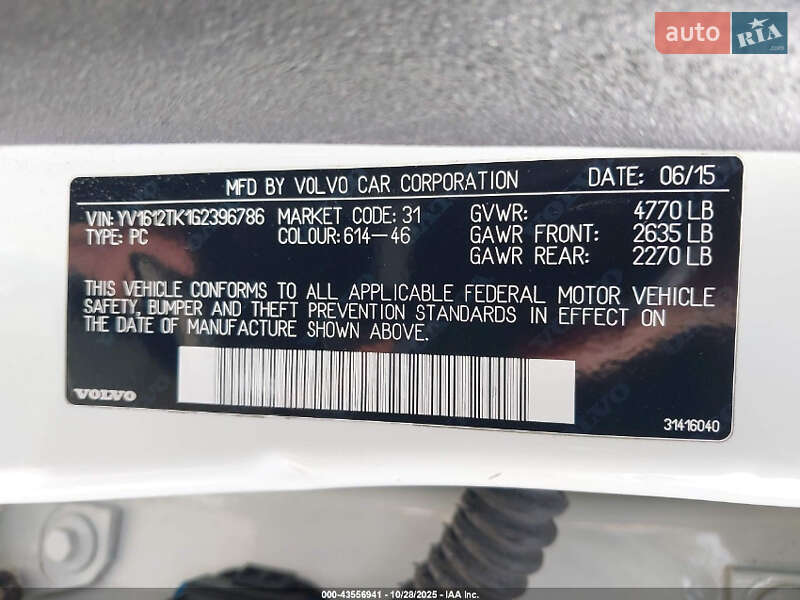 auto RIA.com
MFD BY VOLVO CAR CORPORATION DATE: 06/15
VIN: YV1612TK1G2396786 MARKET CODE: 31 GVWR: 4770 LB
TYPE: PC COLOUR: 614-46 GAWR FRONT: 2635 LB
GAWR REAR: 2270 LB
THIS VEHICLE CONFORMS TO ALL APPLICABLE FEDERAL MOTOR VEHICLE
SAFETY, BUMPER AND THEFT PREVENTION STANDARDS IN EFFECT ON
THE DATE OF MANUFACTURE SHOWN ABOVE.
VOLVO
31416040
000-43556941 - 10/28/2025 - IAA Inc.